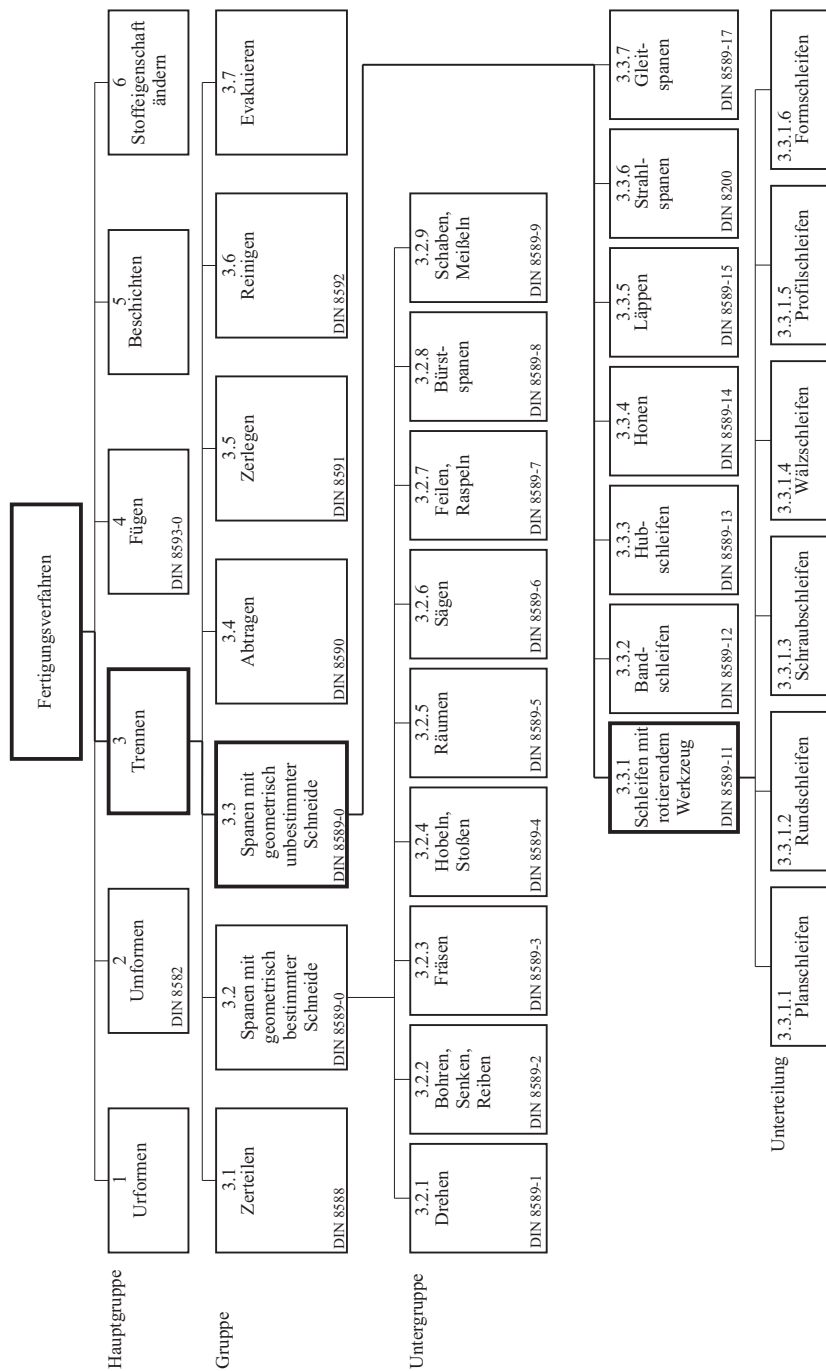 Fertigungsverfahren
Hauptgruppe
1
Urformen
2
Umformen
DIN 8582
3
Trennen
4
Fügen
DIN 8593-0
5
Beschichten
6
Stoffeigenschaft
ändern
Gruppe
3.1
Zerteilen
DIN 8588
3.2
Spanen mit
geometrisch
bestimmter
Schneide
DIN 8589-0
3.3
Spanen mit
geometrisch
unbestimmter
Schneide
DIN 8589-0
3.4
Abtragen
DIN 8590
3.5
Zerlegen
DIN 8591
3.6
Reinigen
DIN 8592
3.7
Evakuieren
Untergruppe
3.2.1
Drehen
DIN 8589-1
3.2.2
Bohren,
Senken,
Reiben
DIN 8589-2
3.2.3
Fräsen
DIN 8589-3
3.2.4
Hobeln,
Stoßen
DIN 8589-4
3.2.5
Räumen
DIN 8589-5
3.2.6
Sägen
DIN 8589-6
3.2.7
Feilen,
Raspeln
DIN 8589-7
3.2.8
Bürst-
spanen
DIN 8589-8
3.2.9
Schaben,
Meißeln
DIN 8589-9
3.3.1
Schleifen mit
rotierendem
Werkzeug
DIN 8589-11
3.3.2
Band-
schleifen
DIN 8589-12
3.3.3
Hub-
schleifen
DIN 8589-13
3.3.4
Honen
DIN 8589-14
3.3.5
Läppen
DIN 8589-15
3.3.6
Strahl-
spanen
DIN 8200
3.3.7
Gleit-
spanen
DIN 8589-17
Unterteilung
3.3.1.1
Planschleifen
3.3.1.2
Rundschleifen
3.3.1.3
Schraubschleifen
3.3.1.4
Wälzschleifen
3.3.1.5
Profilschleifen
3.3.1.6
Formschleifen